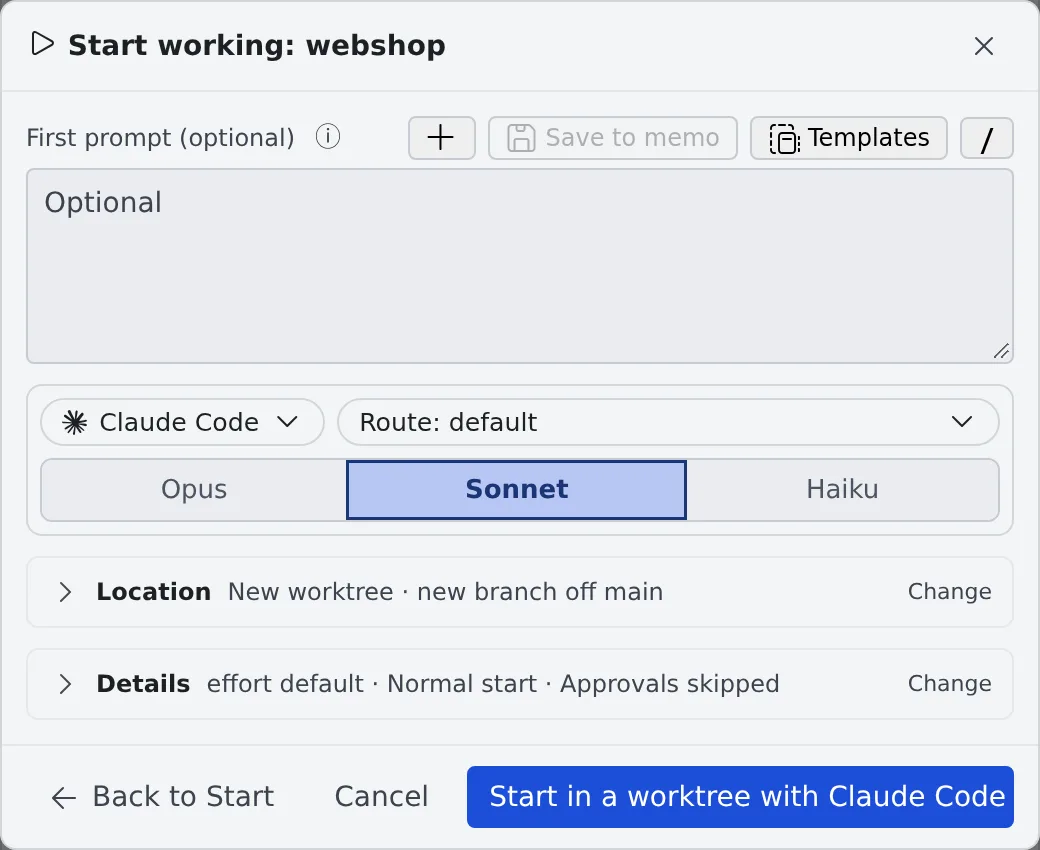 Start working: webshop
First prompt (optional)
Save to memo
Templates
/
Optional
Claude Code
Route: default
Opus
Sonnet
Haiku
Location New worktree · new branch off main
Change
Details effort default · Normal start · Approvals skipped
Change
Back to Start
Cancel
Start in a worktree with Claude Code